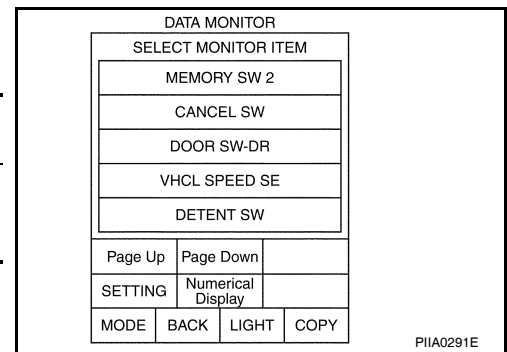 DATA MONITOR
SELECT MONITOR ITEM
MEMORY SW 2
CANCEL SW
DOOR SW-DR
VHCL SPEED SE
DETENT SW
Page Up Page Down
SETTING Numerical
Display
MODE BACK LIGHT COPY
PIIA0291E